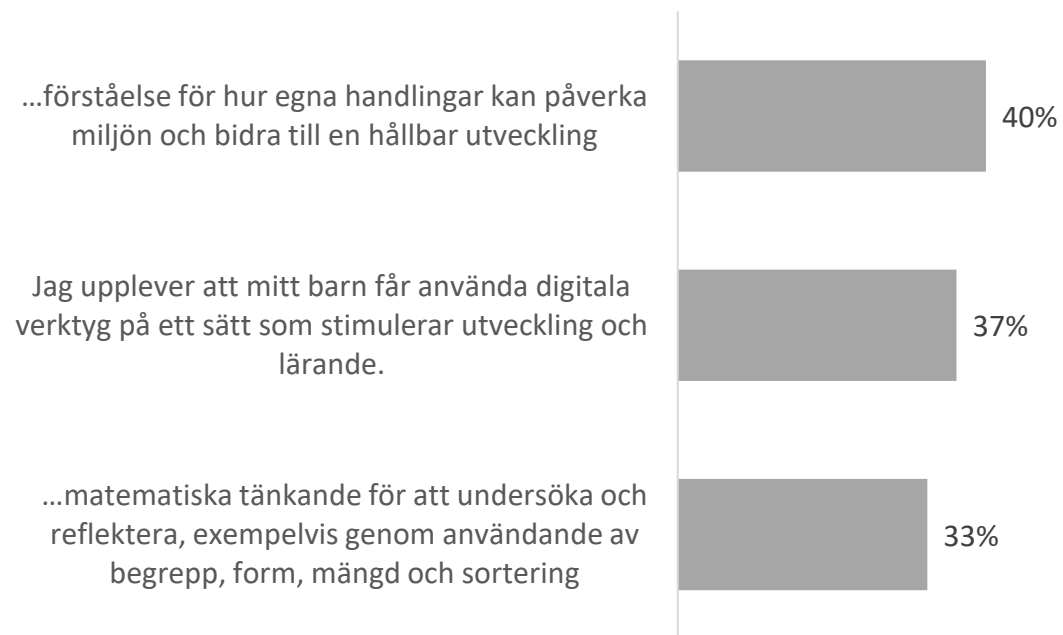 …förståelse för hur egna handlingar kan påverka
miljön och bidra till en hållbar utveckling
40%
Jag upplever att mitt barn får använda digitala
verktyg på ett sätt som stimulerar utveckling och
lärande.
37%
…matematiska tänkande för att undersöka och
reflektera, exempelvis genom användande av
begrepp, form, mängd och sortering
33%